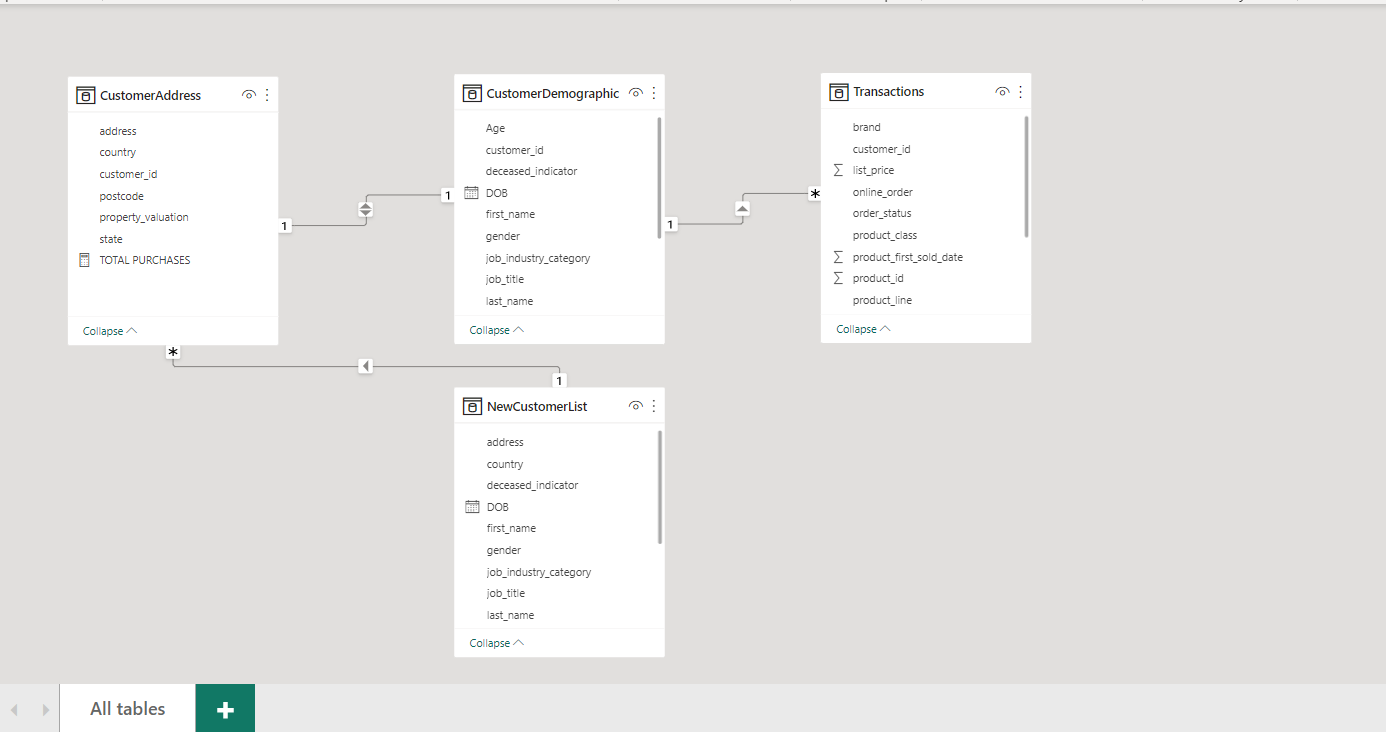 CustomerAddress
address
country
customer_id
postcode
property_valuation
state
TOTAL PURCHASES
Collapse
1
1
CustomerDemographic
Age
customer_id
deceased_indicator
DOB
first_name
gender
job_industry_category
job_title
last_name
Collapse
1
*
Transactions
brand
customer_id
list_price
online_order
order_status
product_class
product_first_sold_date
product_id
product_line
Collapse
*
1
NewCustomerList
address
country
deceased_indicator
DOB
first_name
gender
job_industry_category
job_title
last_name
Collapse
All tables
+